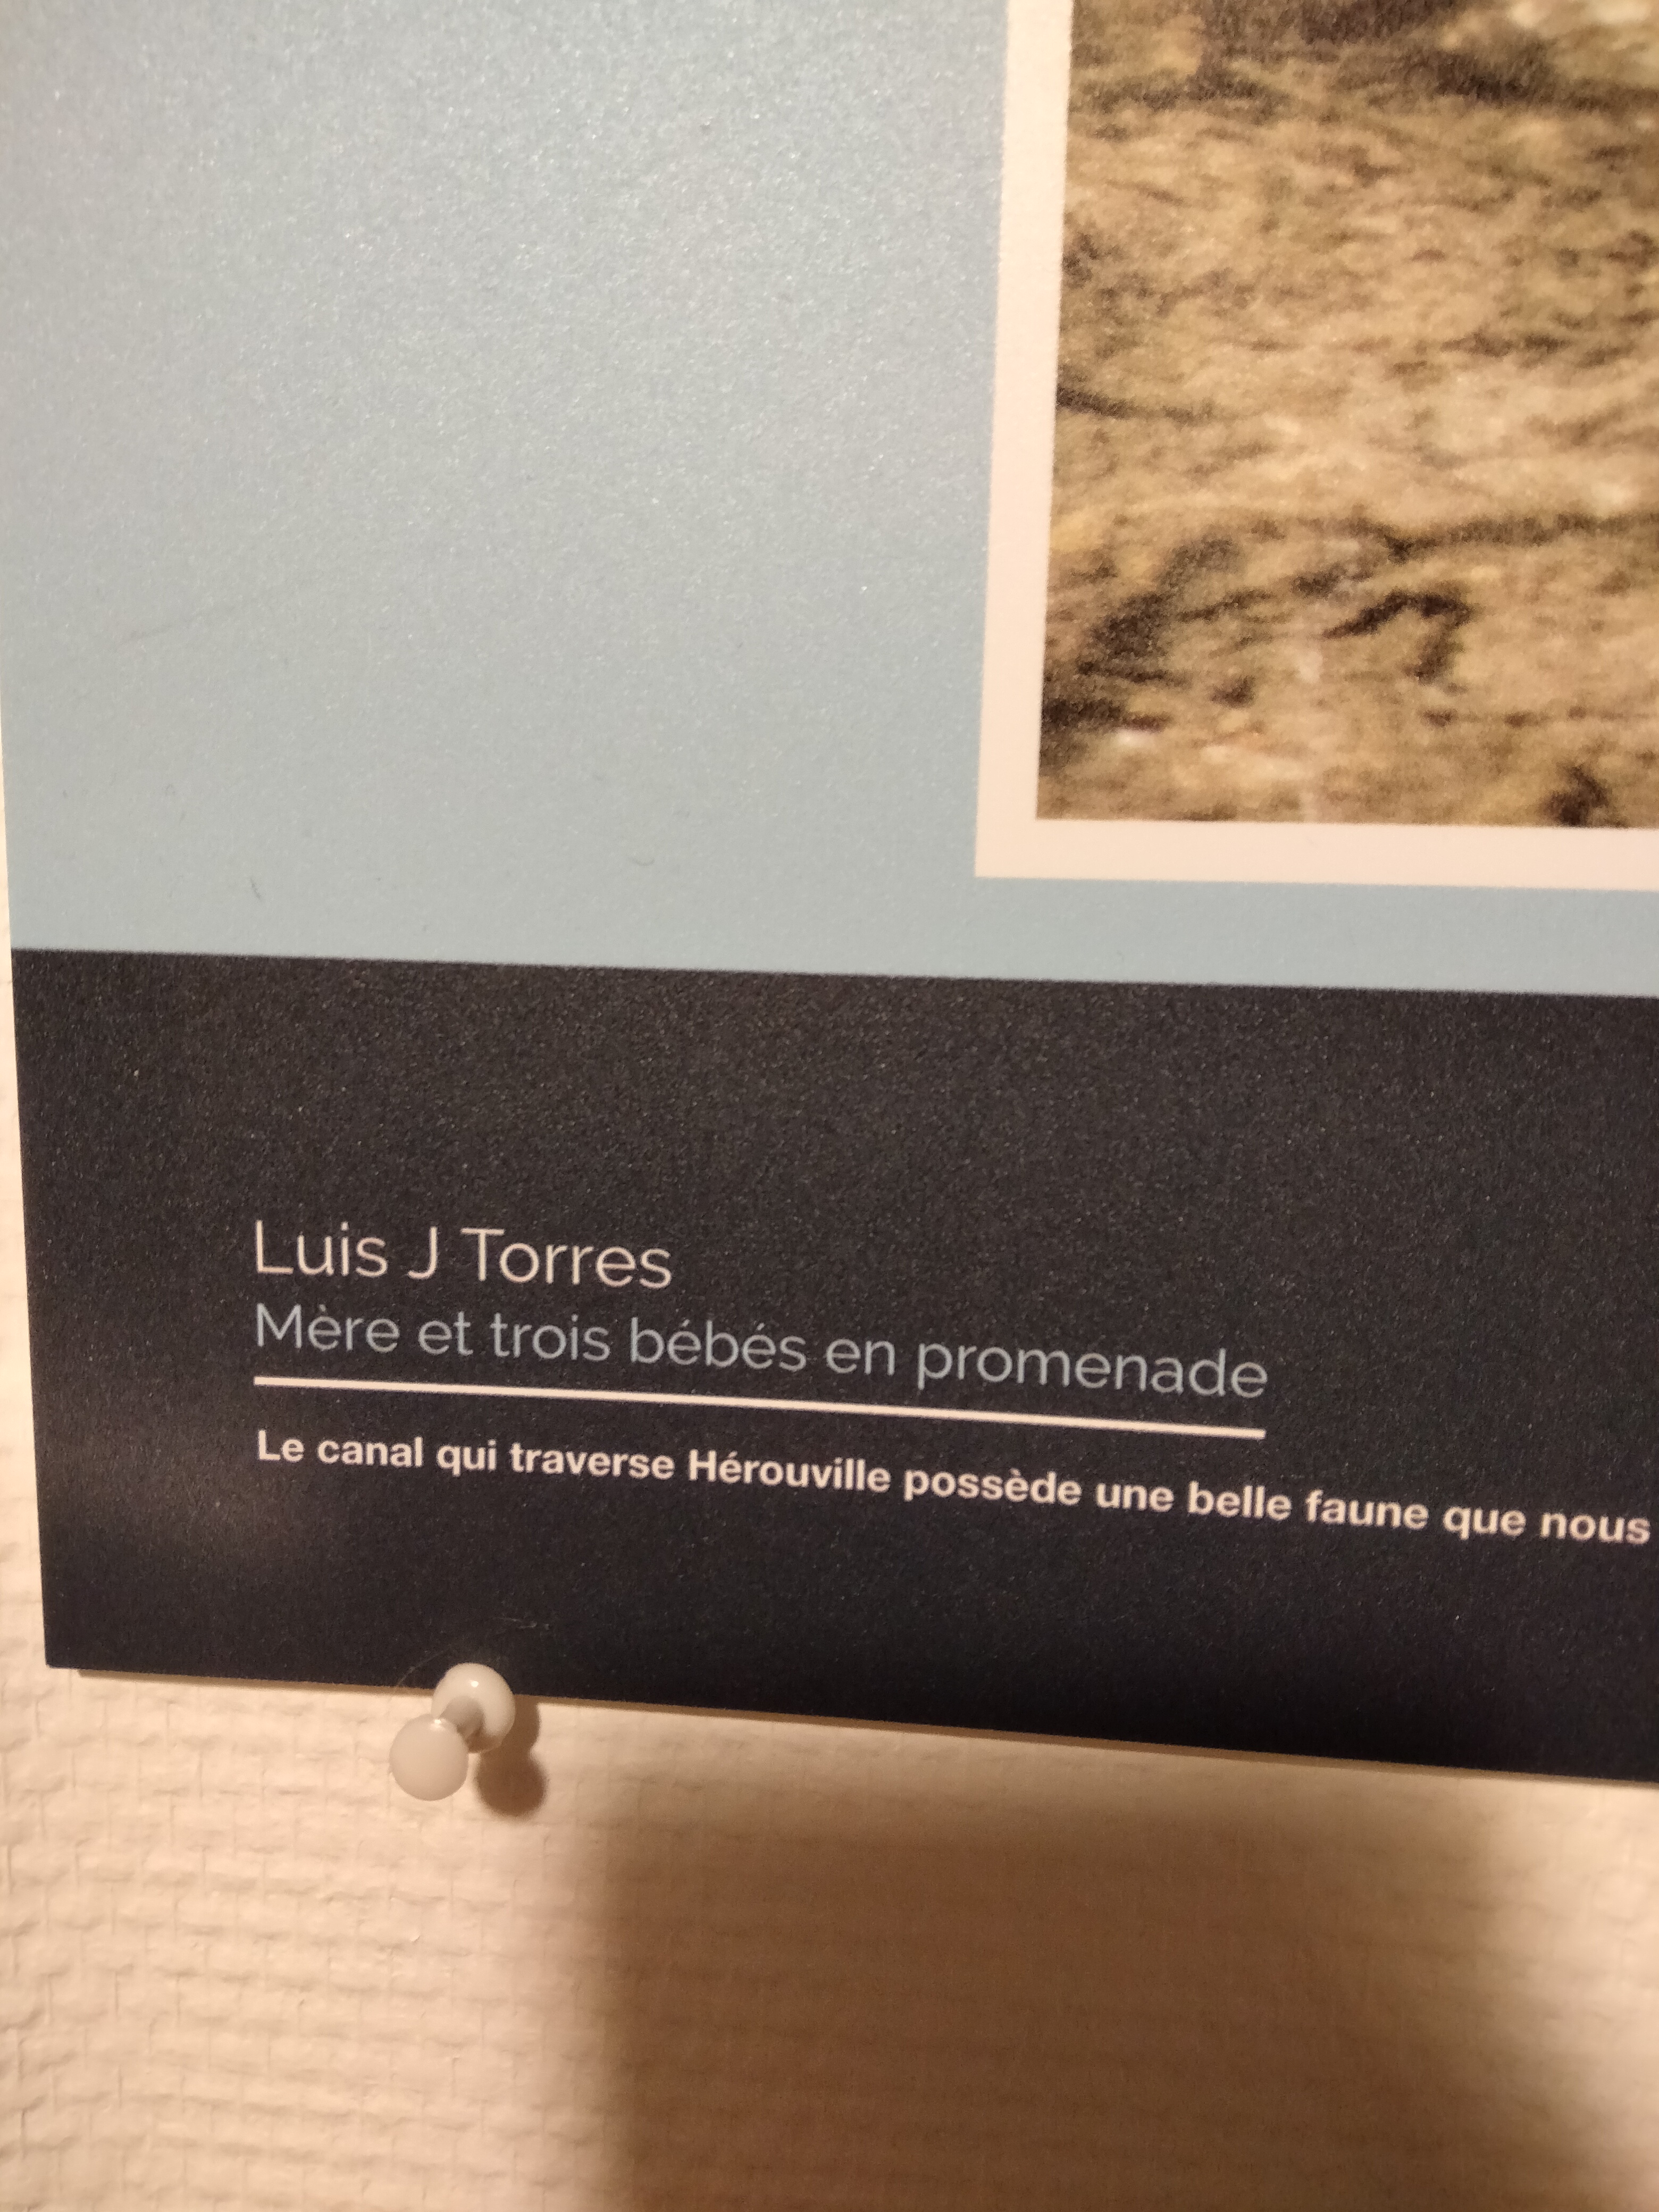 Luis J Torres
Mère et trois bébés en promenade
Le canal qui traverse Hérouville possède une belle faune que nous